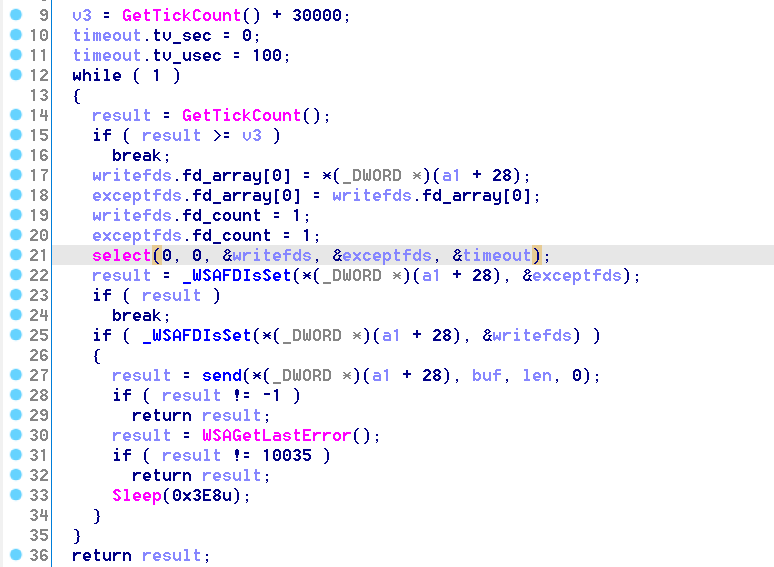 9 v3 = GetTickCount() + 30000;
10 timeout.tv_sec = 0;
11 timeout.tv_usec = 100;
12 while ( 1 )
13 {
14 result = GetTickCount();
15 if ( result >= v3 )
16 break;
17 writefds.fd_array[0] = *(_DWORD *)(a1 + 28);
18 exceptfds.fd_array[0] = writefds.fd_array[0];
19 writefds.fd_count = 1;
20 exceptfds.fd_count = 1;
21 select(0, 0, &writefds, &exceptfds, &timeout);
22 result = _WSAFDIsSet(*(_DWORD *)(a1 + 28), &exceptfds);
23 if ( result )
24 break;
25 if ( _WSAFDIsSet(*(_DWORD *)(a1 + 28), &writefds) )
26 {
27 result = send(*(_DWORD *)(a1 + 28), buf, len, 0);
28 if ( result != -1 )
29 return result;
30 result = WSAGetLastError();
31 if ( result != 10035 )
32 return result;
33 Sleep(0x3E8u);
34 }
35 }
36 return result;